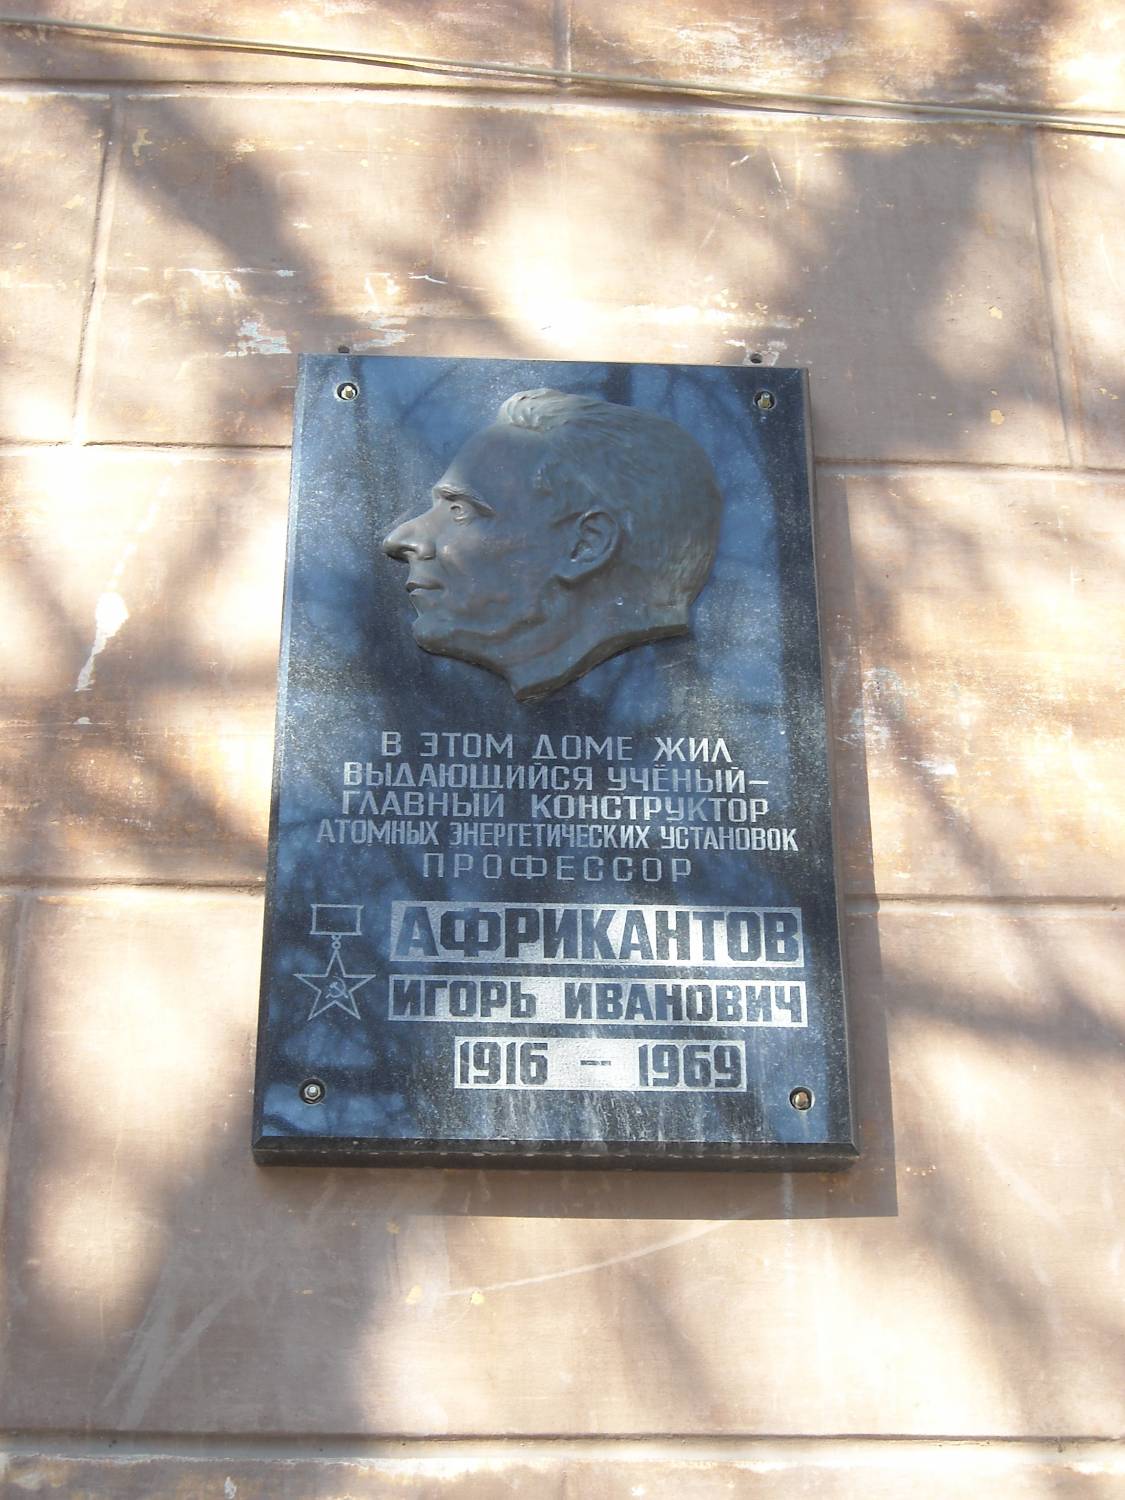 В ЭТОМ ДОМЕ ЖИЛ
ВЫДАЮЩИЙСЯ УЧЁНЫЙ–
ГЛАВНЫЙ КОНСТРУКТОР
АТОМНЫХ ЭНЕРГЕТИЧЕСКИХ УСТАНОВОК
ПРОФЕССОР
АФРИКАНТОВ
ИГОРЬ ИВАНОВИЧ
1916 – 1969